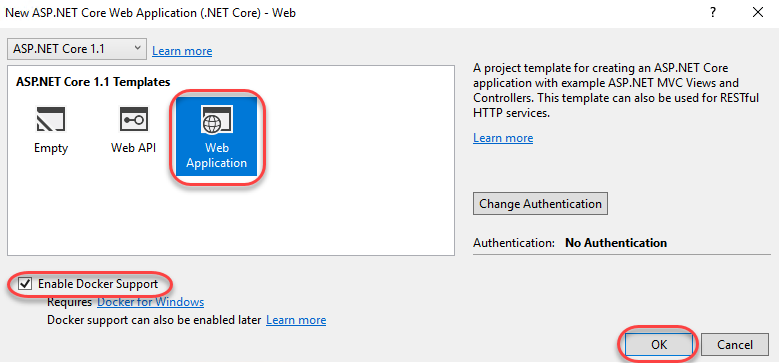 New ASP.NET Core Web Application (.NET Core) - Web
ASP.NET Core 1.1
Learn more
ASP.NET Core 1.1 Templates
Empty
Web API
Web
Application
A project template for creating an ASP.NET Core
application with example ASP.NET MVC Views and
Controllers. This template can also be used for RESTful
HTTP services.
Learn more
Change Authentication
Authentication: No Authentication
Enable Docker Support
Requires Docker for Windows
Docker support can also be enabled later Learn more
OK
Cancel